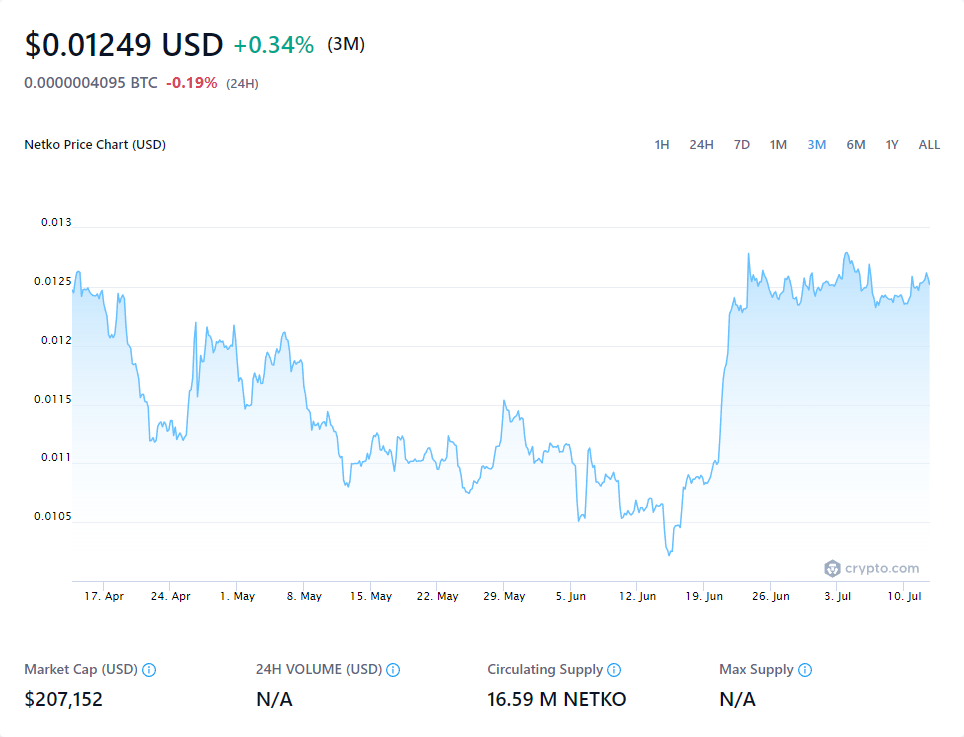 $0.01249 USD +0.34% (3M)
0.0000004095 BTC -0.19% (24H)
Netko Price Chart (USD) 1H 24H 7D 1M 3M 6M 1Y ALL
0.013
0.0125
0.012
0.0115
0.011
0.0105
crypto.com
17. Apr 24. Apr 1. May 8. May 15. May 22. May 29. May 5. Jun 12. Jun 19. Jun 26. Jun 3. Jul 10. Jul
Market Cap (USD) 24H VOLUME (USD) Circulating Supply Max Supply
$207,152 N/A 16.59 M NETKO N/A